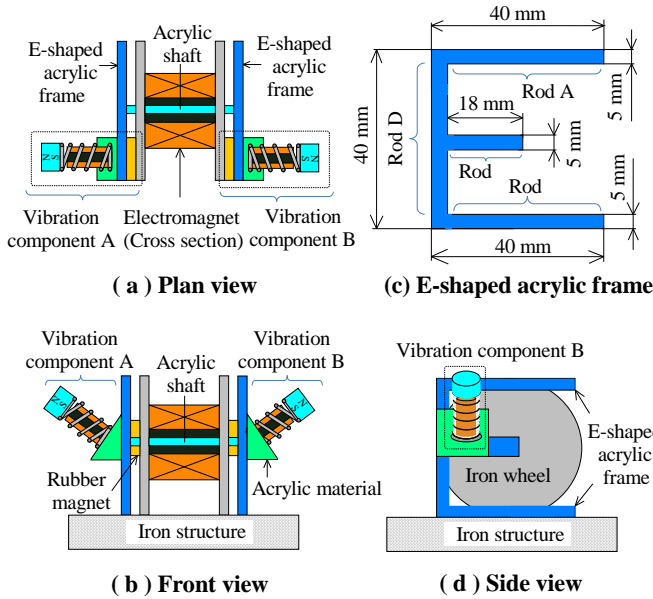 Acrylic
shaft
E-shaped
acrylic
frame
E-shaped
acrylic
frame
N S
N S
Vibration
component A
Electromagnet
(Cross section)
Vibration
component B
( a ) Plan view
40 mm
40 mm
Rod D
Rod A
5 mm
18 mm
5 mm
Rod
Rod
5 mm
40 mm
(c) E-shaped acrylic frame
Vibration
component A
Acrylic
shaft
Vibration
component B
N S
N S
Rubber
magnet
Acrylic material
Iron structure
( b ) Front view
Vibration component B
E-shape
acrylic
frame
Iron wheel
Iron structure
( d ) Side view